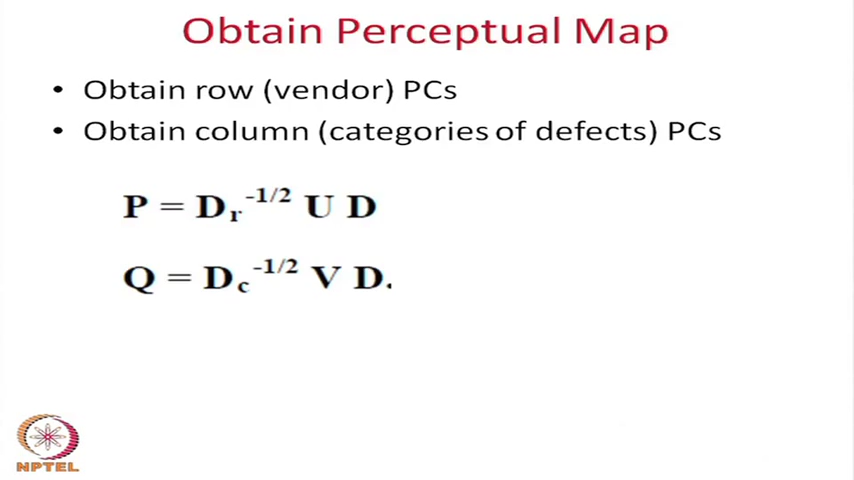 Obtain Perceptual Map
• Obtain row (vendor) PCs
• Obtain column (categories of defects) PCs
P = Dr^-1/2 U D
Q = Dc^-1/2 V D.
NPTEL